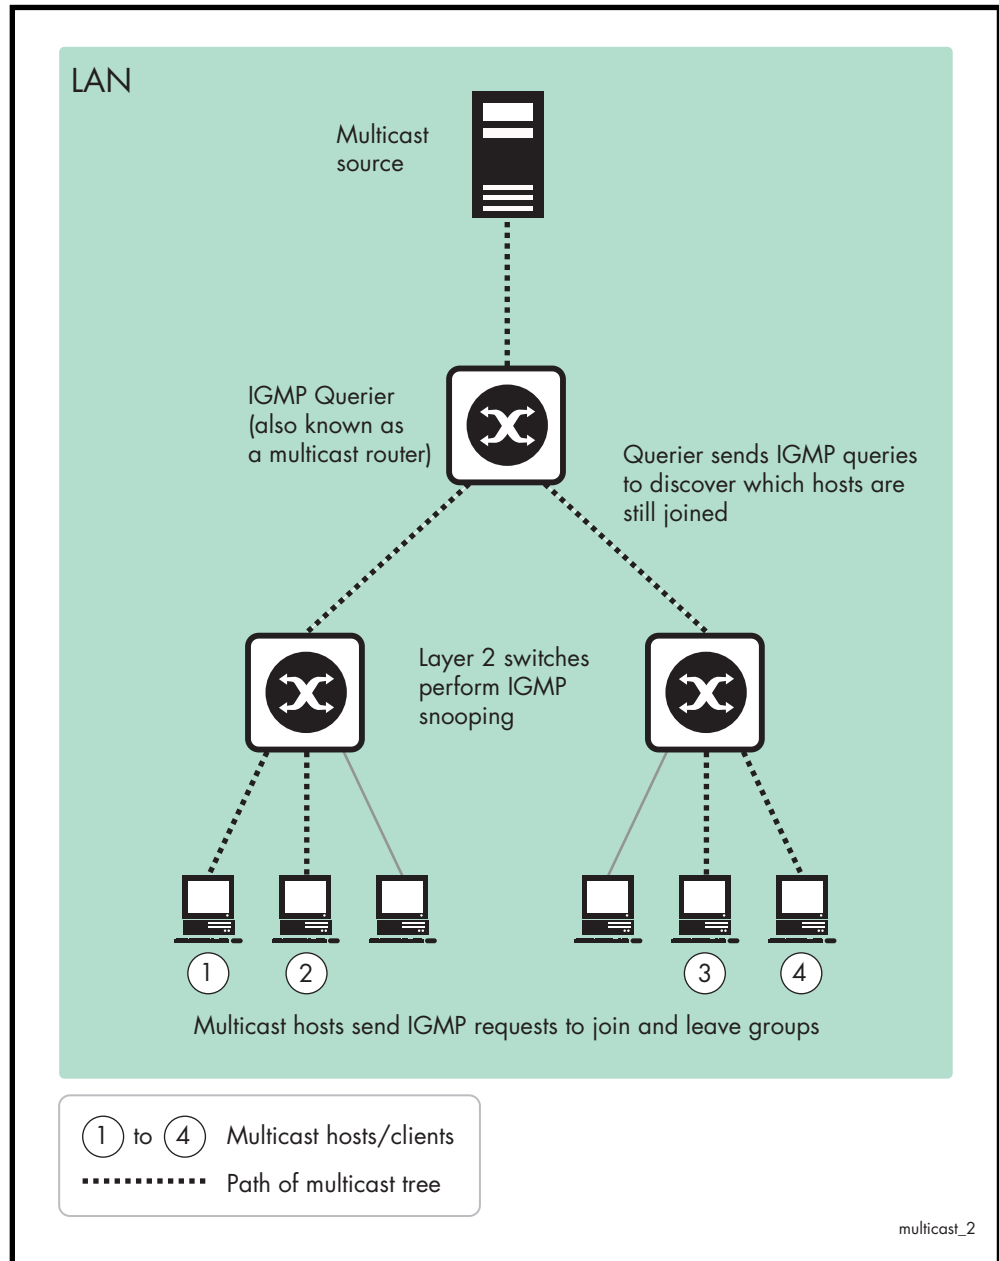 LAN
Multicast
source
IGMP Querier
(also known as
a multicast router)
Querier sends IGMP queries
to discover which hosts are
still joined
Layer 2 switches
perform IGMP
snooping
1
2
3
4
Multicast hosts send IGMP requests to join and leave groups
1 to 4 Multicast hosts/clients
Path of multicast tree
multicast_2